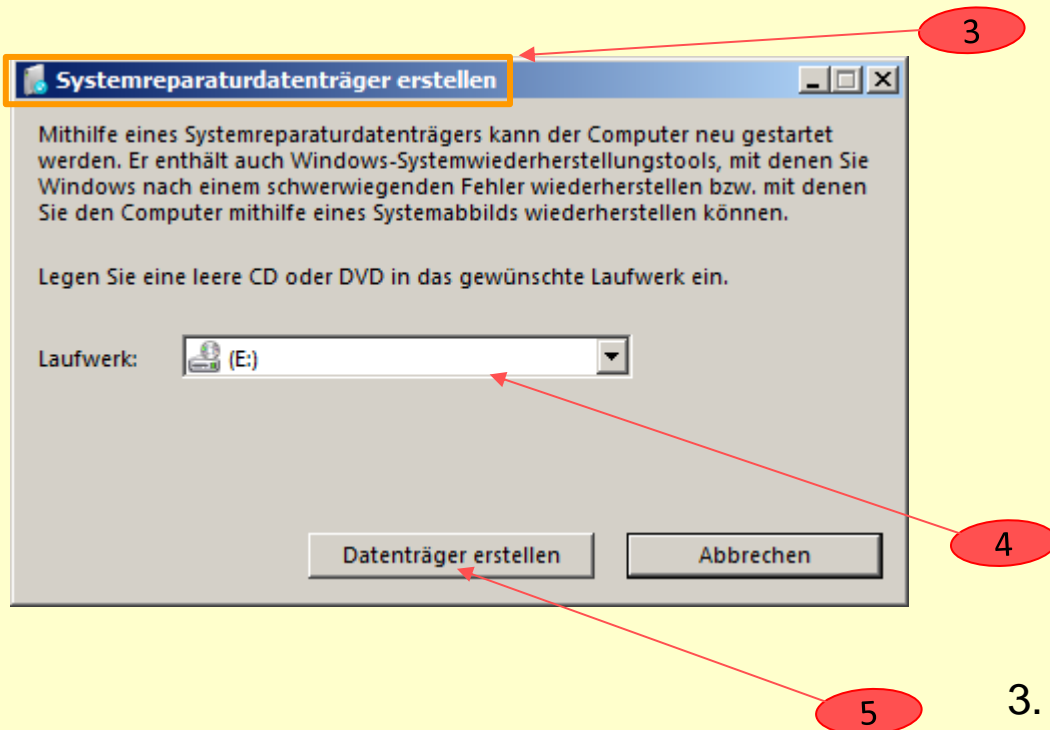 3
Systemreparaturdatenträger erstellen
Mithilfe eines Systemreparaturdatenträgers kann der Computer neu gestartet
werden. Er enthält auch Windows-Systemwiederherstellungstools, mit denen Sie
Windows nach einem schwerwiegenden Fehler wiederherstellen bzw. mit denen
Sie den Computer mithilfe eines Systemabbilds wiederherstellen können.
Legen Sie eine leere CD oder DVD in das gewünschte Laufwerk ein.
Laufwerk: (E:)
4
Datenträger erstellen Abbrechen
5
3.